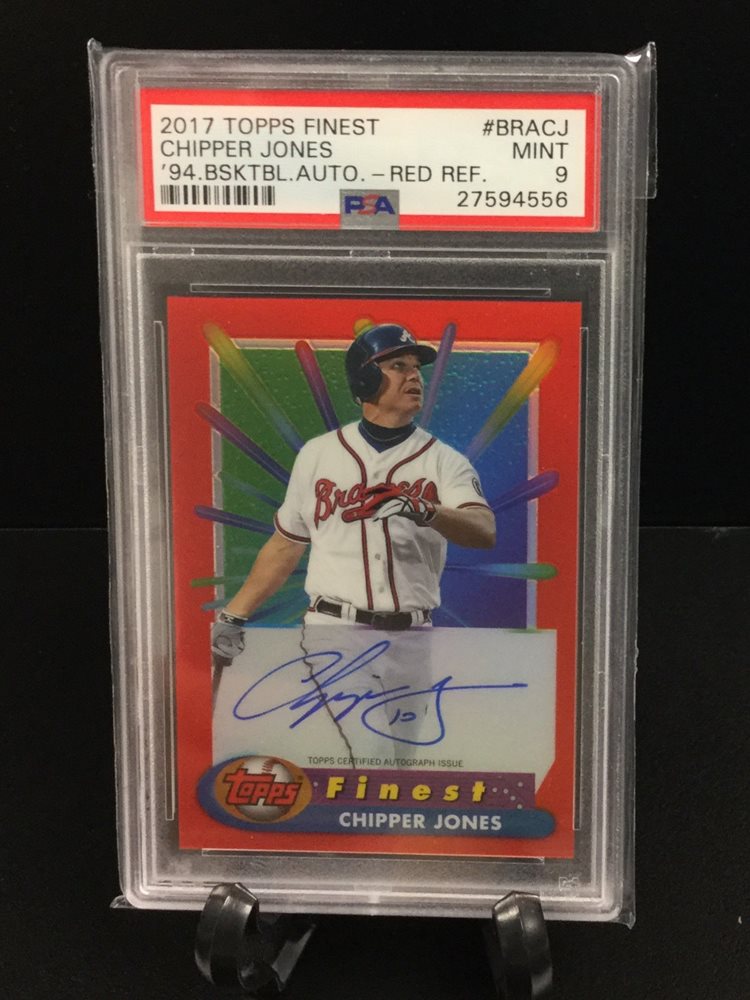 2017 TOPPS FINEST #BRACJ
CHIPPER JONES MINT
'94.BSKTBL.AUTO.-RED REF. 9
PSA 27594556
A
Braves
10
TOPPS CERTIFIED AUTOGRAPH ISSUE
TOPPS Finest
CHIPPER JONES